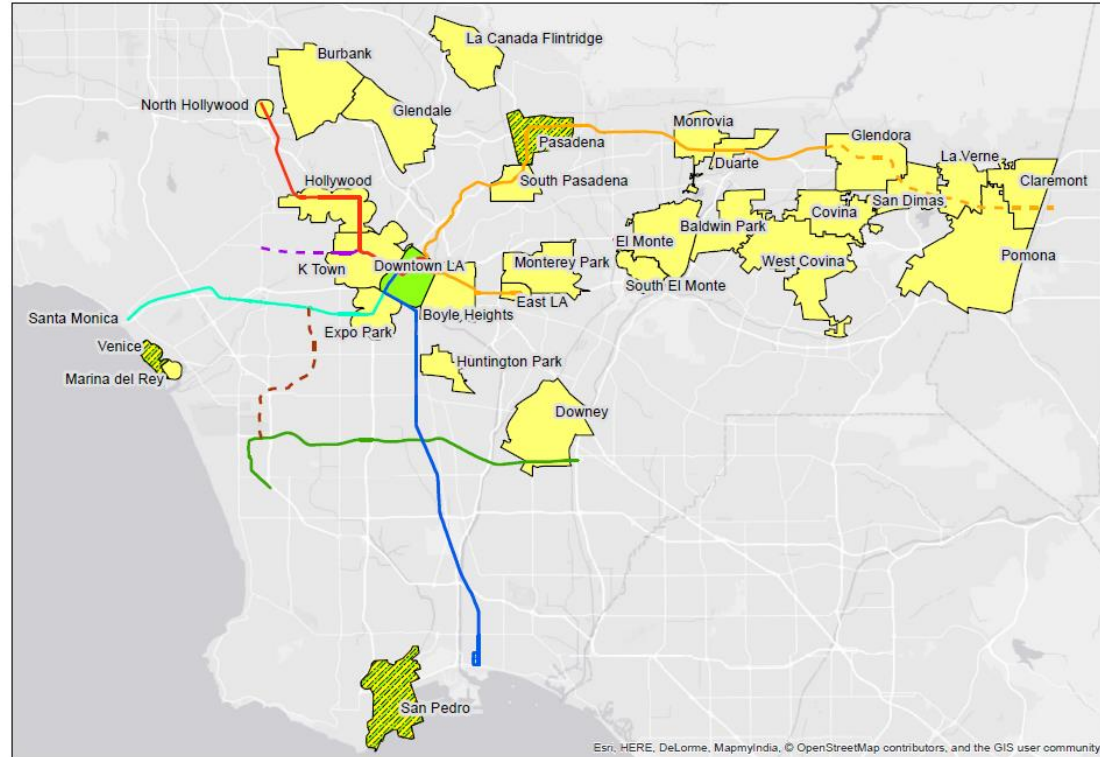 La Canada Flintridge
Burbank
North Hollywood
Glendale
Monrovia
Pasadena
Glendora
Duarte
La Verne
South Pasadena
Claremont
Hollywood
San Dimas
Covina
Baldwin Park
El Monte
K Town
Downtown LA
Monterey Park
West Covina
Pomona
South El Monte
East LA
Boyle Heights
Santa Monica
Expo Park
Venice
Huntington Park
Marina del Rey
Downey
San Pedro
Esri, HERE, DeLorme, MapmyIndia, © OpenStreetMap contributors, and the GIS user community